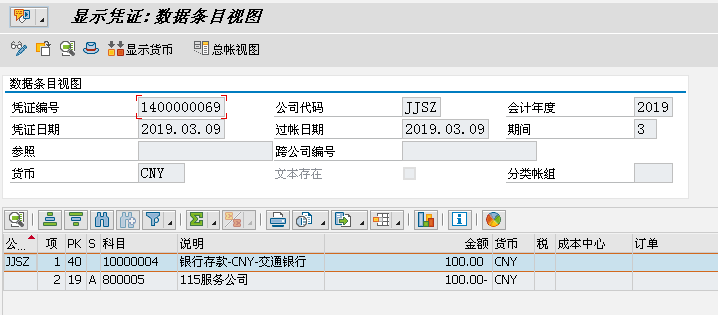 显示凭证:数据条目视图
显示货币 总帐视图
数据条目视图
凭证编号 1400000069 公司代码 JJSZ 会计年度 2019
凭证日期 2019.03.09 过帐日期 2019.03.09 期间 3
参照 跨公司编号
货币 CNY 文本存在 分类帐组
公... 项 PK S 科目 说明 金额 货币 税 成本中心 订单
JJSZ 1 40 10000004 银行存款-CNY-交通银行 100.00 CNY
2 19 A 800005 115服务公司 100.00- CNY